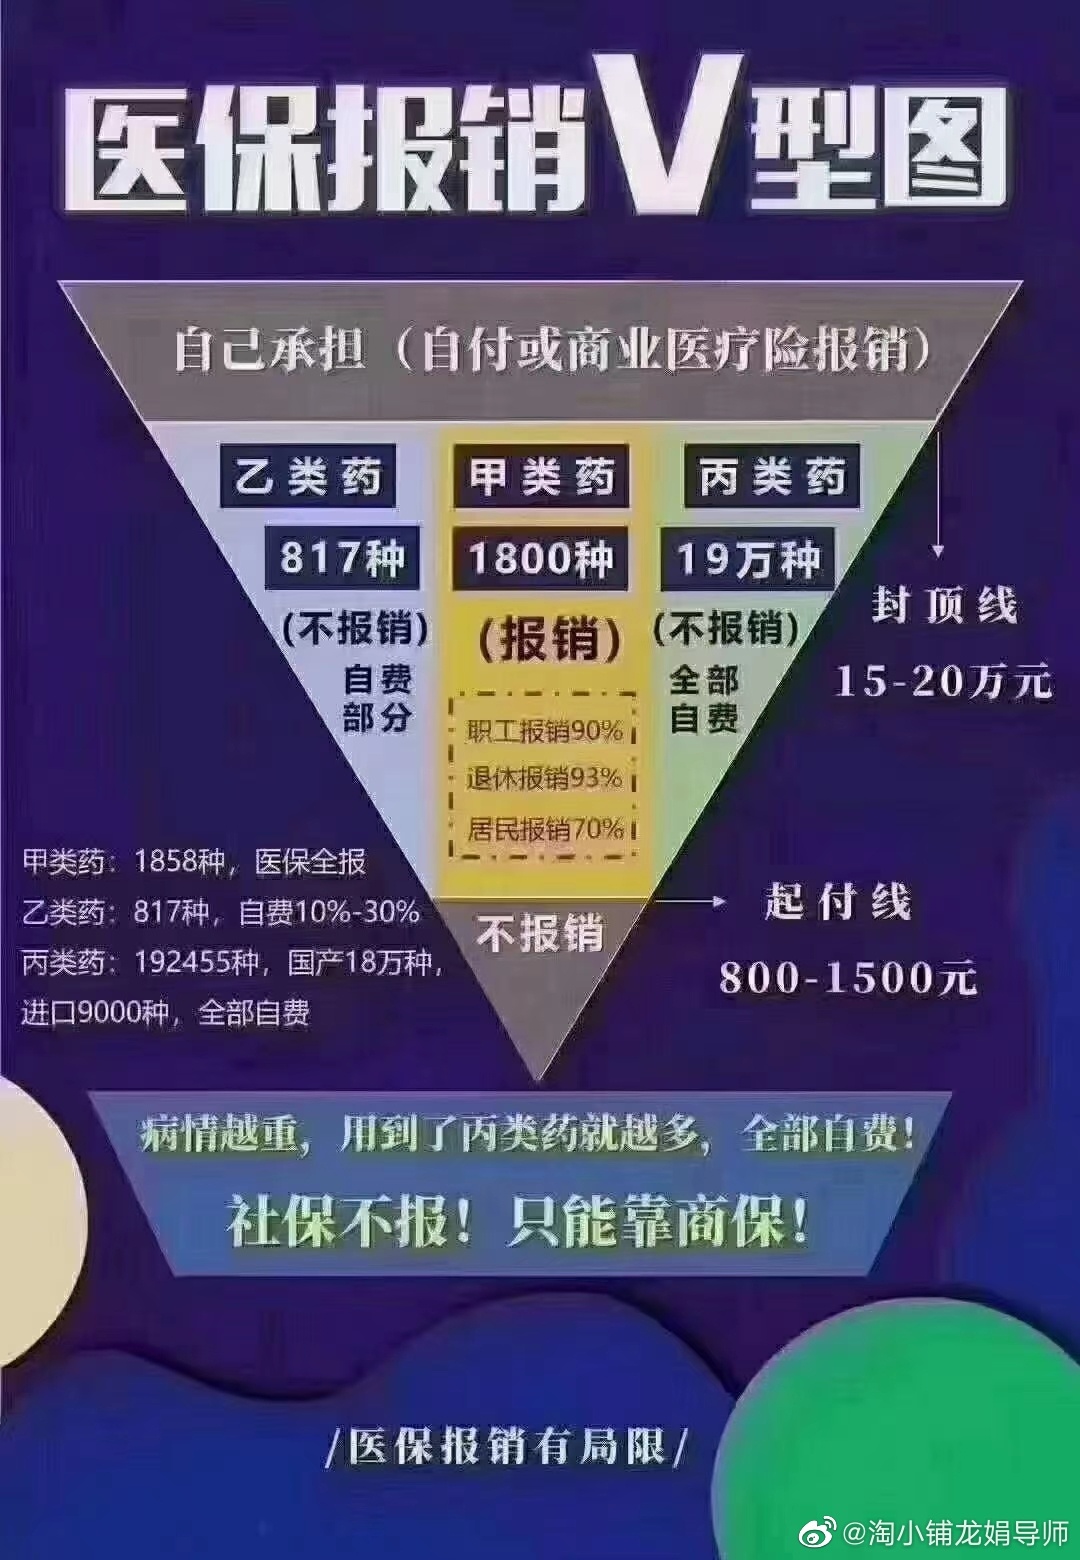 医保报销V型图
自己承担（自付或商业医疗险报销）
乙类药
817种
(不报销)
自费
部分
甲类药
1800种
(报销)
职工报销90%
退休报销93%
居民报销70%
丙类药
19万种
(不报销)
全部
自费
封顶线
15-20万元
甲类药：1858种，医保全报
乙类药：817种，自费10%-30%
丙类药：192455种，国产18万种，
进口9000种，全部自费
不报销
起付线
800-1500元
病情越重，用到了丙类药就越多，全部自费！
社保不报！只能靠商保！
/医保报销有局限/
@淘小铺龙娟导师